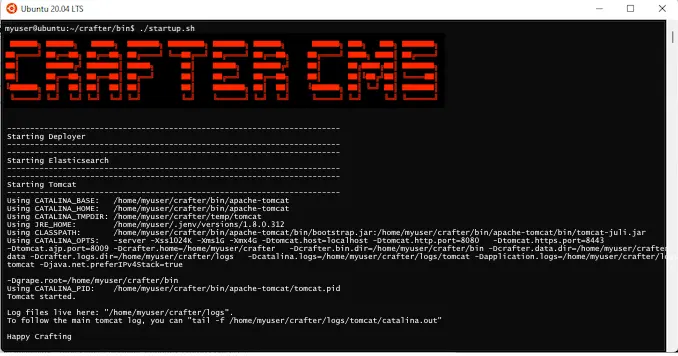 Ubuntu 20.04 LTS
myuser@ubuntu:~/crafter/bin$ ./startup.sh
CRAFTER CMS
--------------------------------------------------------------------
Starting Deployer
--------------------------------------------------------------------
--------------------------------------------------------------------
Starting Elasticsearch
--------------------------------------------------------------------
--------------------------------------------------------------------
Starting Tomcat
--------------------------------------------------------------------
Using CATALINA_BASE:   /home/myuser/crafter/bin/apache-tomcat
Using CATALINA_HOME:   /home/myuser/crafter/bin/apache-tomcat
Using CATALINA_TMPDIR: /home/myuser/crafter/temp/tomcat
Using JRE_HOME:        /home/myuser/.jenv/versions/1.8.0.312
Using CLASSPATH:       /home/myuser/crafter/bin/apache-tomcat/bin/bootstrap.jar:/home/myuser/crafter/bin/apache-tomcat/bin/tomcat-juli.jar
Using CATALINA_OPTS:   -server -Xss1024K -Xms1G -Xmx4G -Dtomcat.host=localhost -Dtomcat.http.port=8080   -Dtomcat.https.port=8443
-Dtomcat.ajp.port=8009 -Dcrafter.home=/home/myuser/crafter   -Dcrafter.bin.dir=/home/myuser/crafter/bin -Dcrafter.data.dir=/home/myuser/crafter
data -Dcrafter.logs.dir=/home/myuser/crafter/logs   -Dcatalina.logs=/home/myuser/crafter/logs/tomcat -Dapplication.logs=/home/myuser/crafter/lo
tomcat -Djava.net.preferIPv4Stack=true
-Dgrape.root=/home/myuser/crafter/bin
Using CATALINA_PID:    /home/myuser/crafter/bin/apache-tomcat/tomcat.pid
Tomcat started.
Log files live here: "/home/myuser/crafter/logs".
To follow the main tomcat log, you can "tail -f /home/myuser/crafter/logs/tomcat/catalina.out"
Happy Crafting